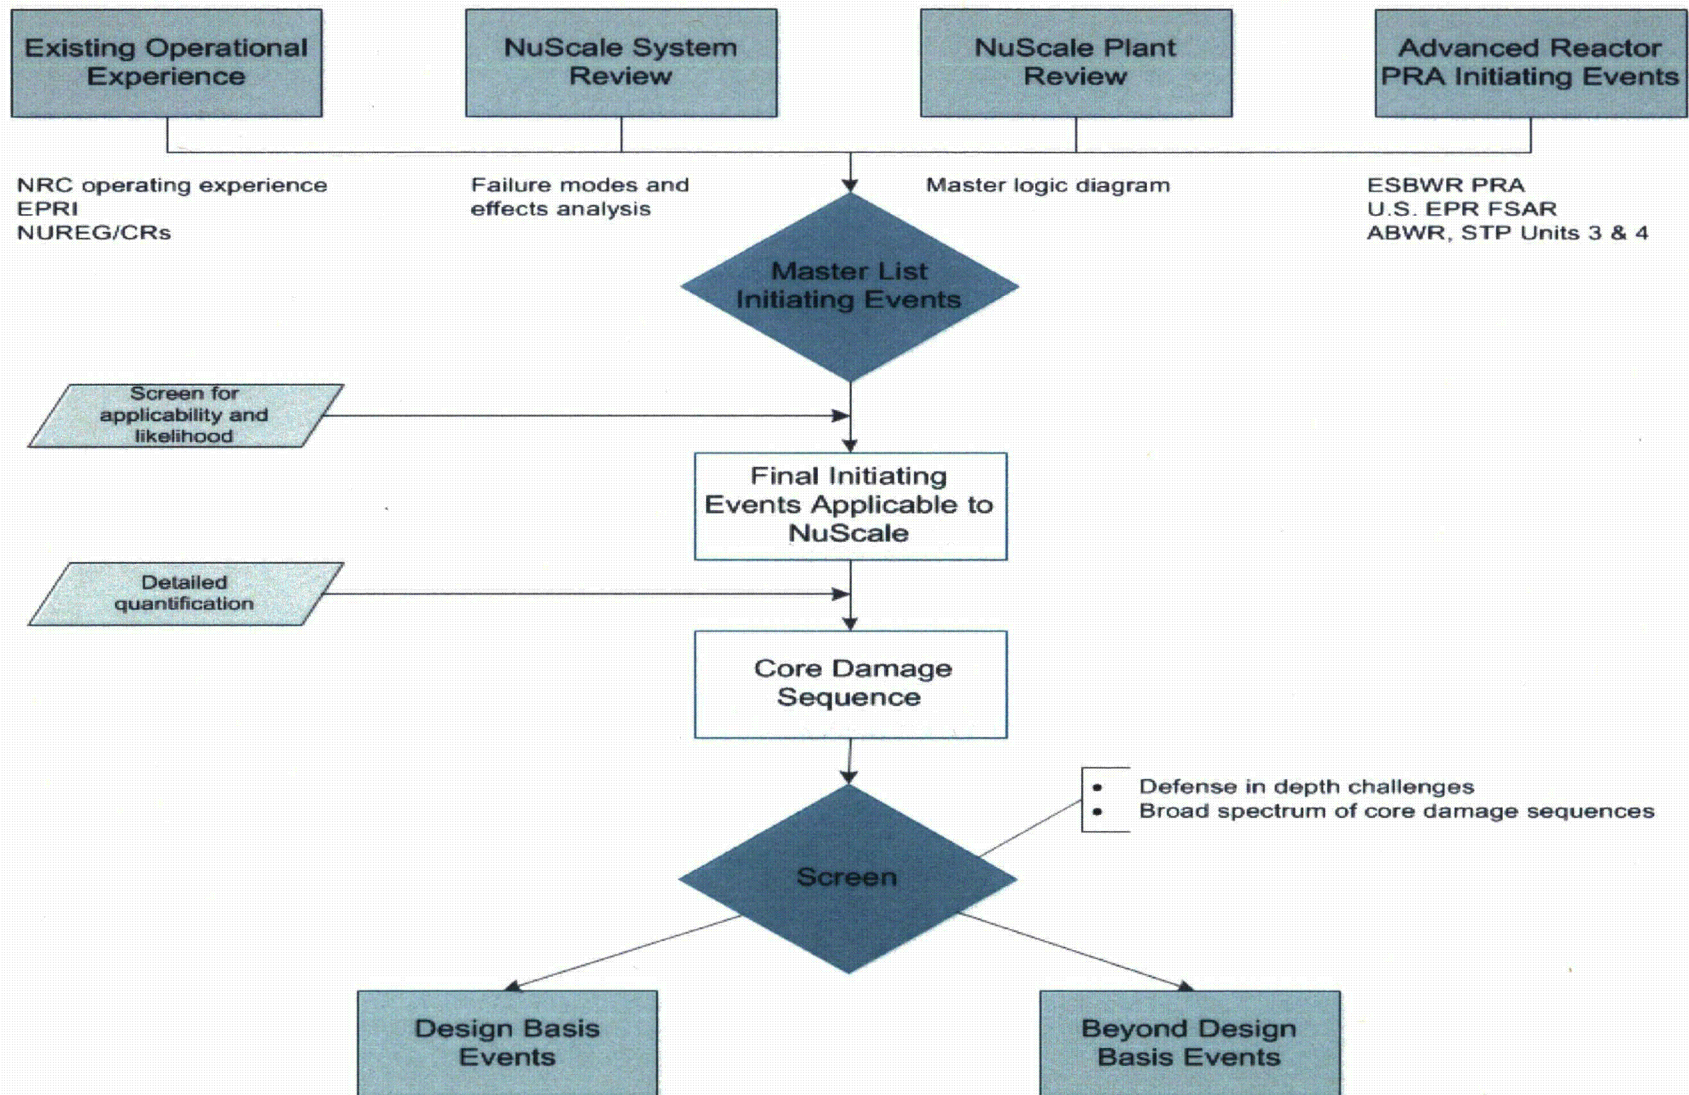 Existing Operational
Experience
NuScale System
Review
NuScale Plant
Review
Advanced Reactor
PRA Initiating Events
NRC operating experience
EPRI
NUREG/CRs
Failure modes and
effects analysis
Master logic diagram
ESBWR PRA
U.S. EPR FSAR
ABWR, STP Units 3 & 4
Master List
Initiating Events
Screen for
applicability and
likelihood
Final Initiating
Events Applicable to
NuScale
Detailed
quantification
Core Damage
Sequence
• Defense in depth challenges
• Broad spectrum of core damage sequences
Screen
Design Basis
Events
Beyond Design
Basis Events